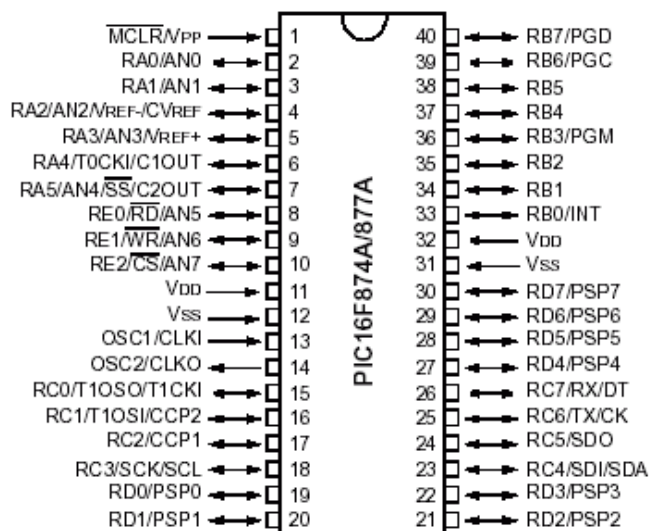 MCLR/VPP 1 40 RB7/PGD
RA0/AN0 2 39 RB6/PGC
RA1/AN1 3 38 RB5
RA2/AN2/VREF-/CVREF 4 37 RB4
RA3/AN3/VREF+ 5 36 RB3/PGM
RA4/T0CKI/C1OUT 6 35 RB2
RA5/AN4/SS/C2OUT 7 34 RB1
RE0/RD/AN5 8 33 RB0/INT
RE1/WR/AN6 9 32 VDD
RE2/CS/AN7 10 31 VSS
VDD 11 30 RD7/PSP7
VSS 12 29 RD6/PSP6
OSC1/CLKI 13 28 RD5/PSP5
OSC2/CLKO 14 27 RD4/PSP4
RC0/T1OSO/T1CKI 15 26 RC7/RX/DT
RC1/T1OSI/CCP2 16 25 RC6/TX/CK
RC2/CCP1 17 24 RC5/SDO
RC3/SCK/SCL 18 23 RC4/SDI/SDA
RD0/PSP0 19 22 RD3/PSP3
RD1/PSP1 20 21 RD2/PSP2
PIC16F874A/877A